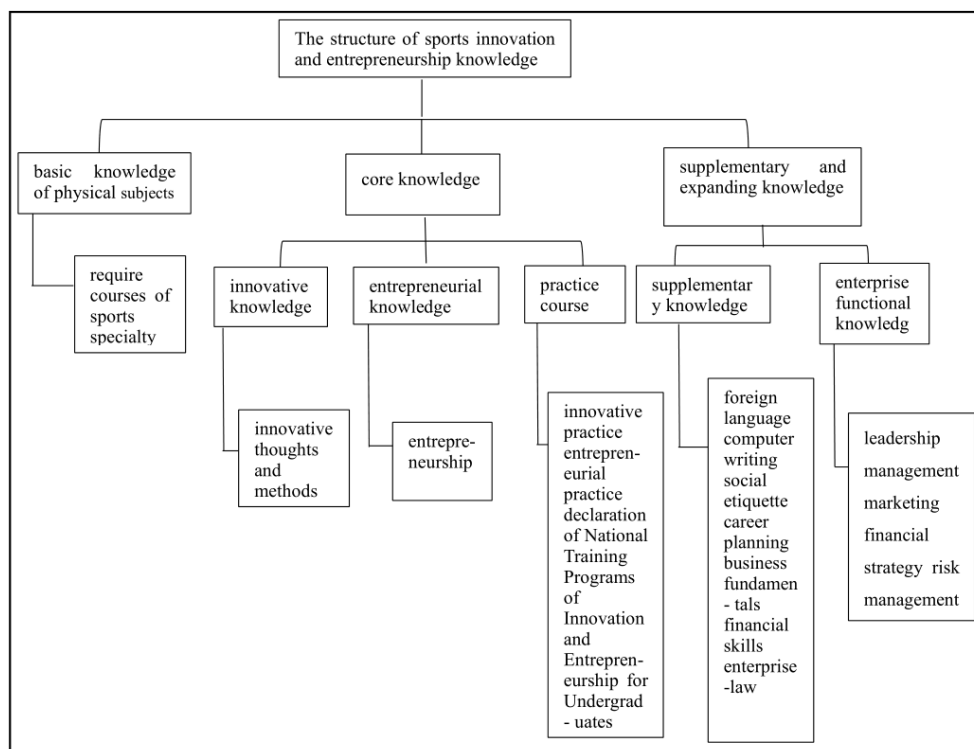 The structure of sports innovation
and entrepreneurship knowledge
basic knowledge
of physical subjects
core knowledge
supplementary and
expanding knowledge
require
courses of
sports
specialty
innovative
knowledge
entrepreneurial
knowledge
practice
course
supplementar
y knowledge
enterprise
functional
knowledg
innovative
thoughts
and
methods
entrepre-
neurship
innovative
practice
entrepren-
eurial
practice
declaration
of National
Training
Programs
of
Innovation
and
Entrepren-
eurship for
Undergrad
- uates
foreign
language
computer
writing
social
etiquette
career
planning
business
fundamen
- tals
financial
skills
enterprise
-law
leadership
management
marketing
financial
strategy risk
management